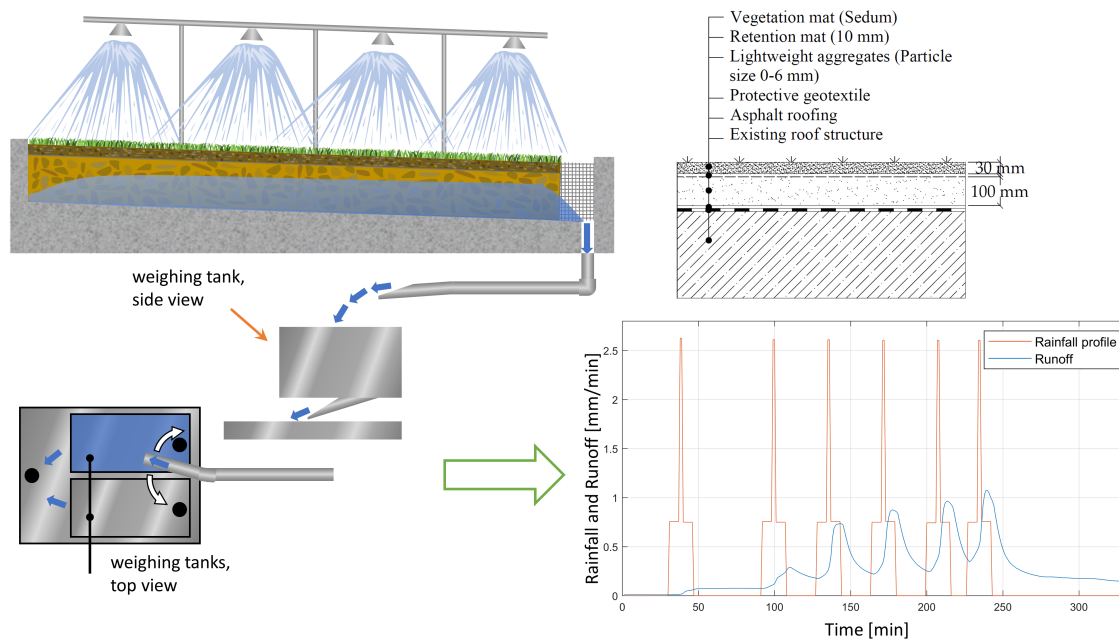 Vegetation mat (Sedum)
Retention mat (10 mm)
Lightweight aggregates (Particle
size 0-6 mm)
Protective geotextile
Asphalt roofing
Existing roof structure
30 mm
100 mm
weighing tank,
side view
weighing tanks,
top view
Rainfall and Runoff [mm/min]
2.5
2
1.5
1
0.5
0
Rainfall profile
Runoff
0 50 100 150 200 250 300
Time [min]